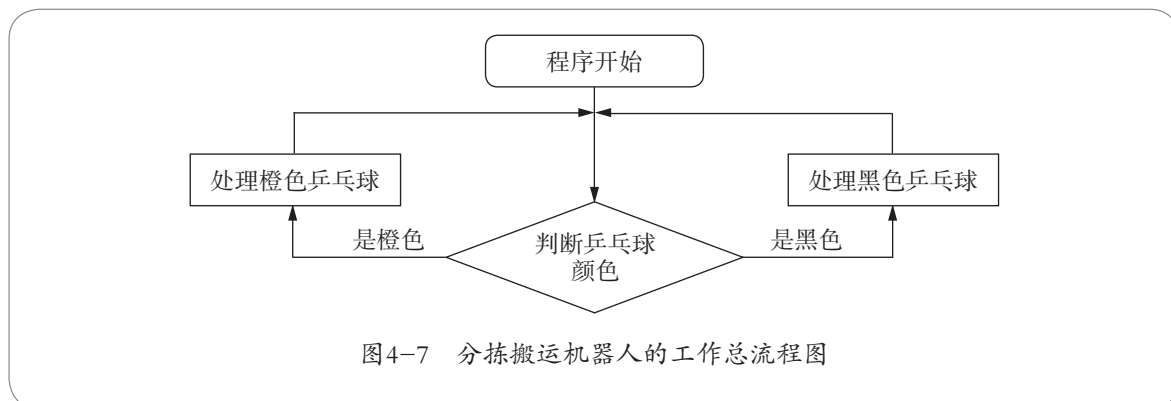 程序开始
处理橙色乒乓球
处理黑色乒乓球
是橙色
判断乒乓球
颜色
是黑色
图4-7 分拣搬运机器人的工作总流程图